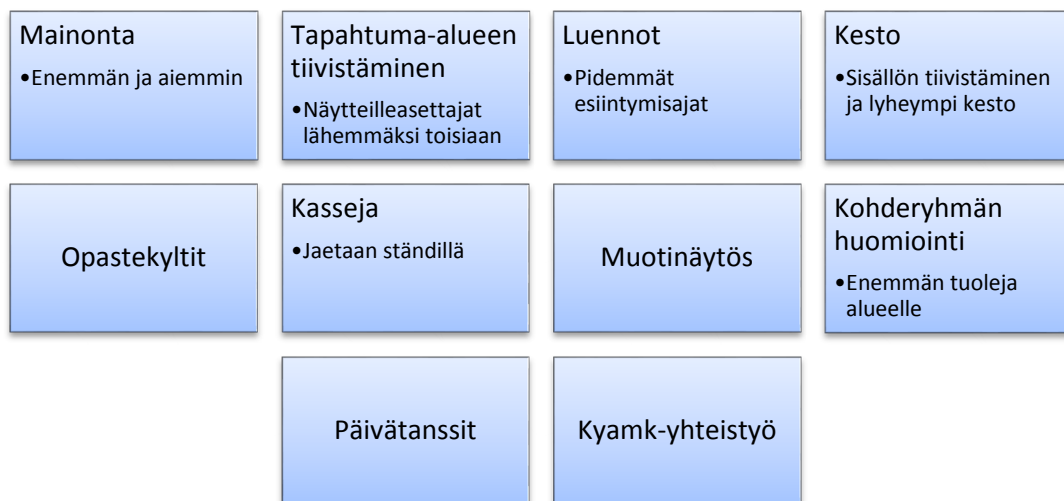 Mainonta
•Enemmän ja aiemmin
Tapahtuma-alueen
tiivistäminen
•Näytteilleasettajat
lähemmäksi toisiaan
Luennot
•Pidemmät
esiintymisajat
Kesto
•Sisällön tiivistäminen
ja lyheympi kesto
Opastekyltit
Kasseja
•Jaetaan ständillä
Muotinäytös
Kohderyhmän
huomiointi
•Enemmän tuoleja
alueelle
Päivätanssit
Kyamk-yhteistyö